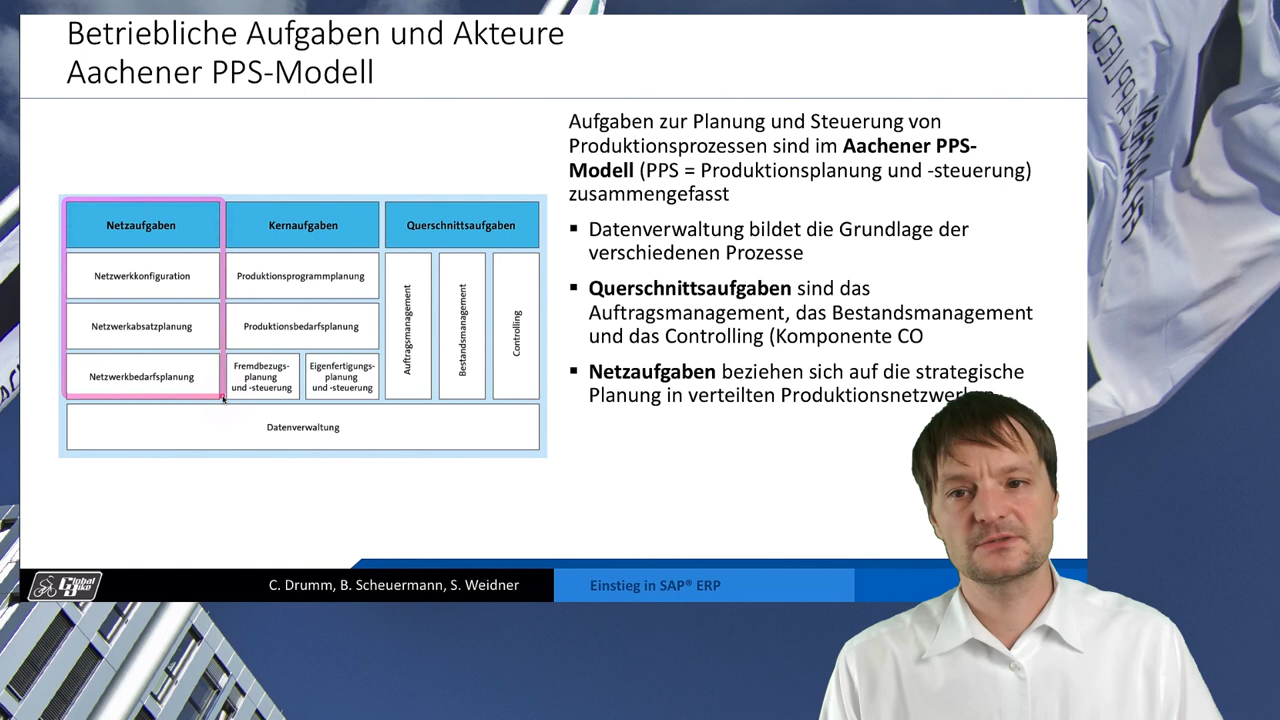 Betriebliche Aufgaben und Akteure
Aachener PPS-Modell
Netzaufgaben
Kernaufgaben
Querschnittsaufgaben
Netzwerkkonfiguration
Produktionsprogrammplanung
Netzwerkabsatzplanung
Produktionsbedarfsplanung
Netzwerkbedarfsplanung
Fremdbezugs-
planung
und -steuerung
Eigenfertigungs-
planung
und -steuerung
Auftragsmanagement
Bestandsmanagement
Controlling
Datenverwaltung
Aufgaben zur Planung und Steuerung von
Produktionsprozessen sind im Aachener PPS-
Modell (PPS = Produktionsplanung und -steuerung)
zusammengefasst
▪ Datenverwaltung bildet die Grundlage der
verschiedenen Prozesse
▪ Querschnittsaufgaben sind das
Auftragsmanagement, das Bestandsmanagement
und das Controlling (Komponente CO
▪ Netzaufgaben beziehen sich auf die strategische
Planung in verteilten Produktionsnetzwerken
Global
Bike
C. Drumm, B. Scheuermann, S. Weidner
Einstieg in SAP® ERP